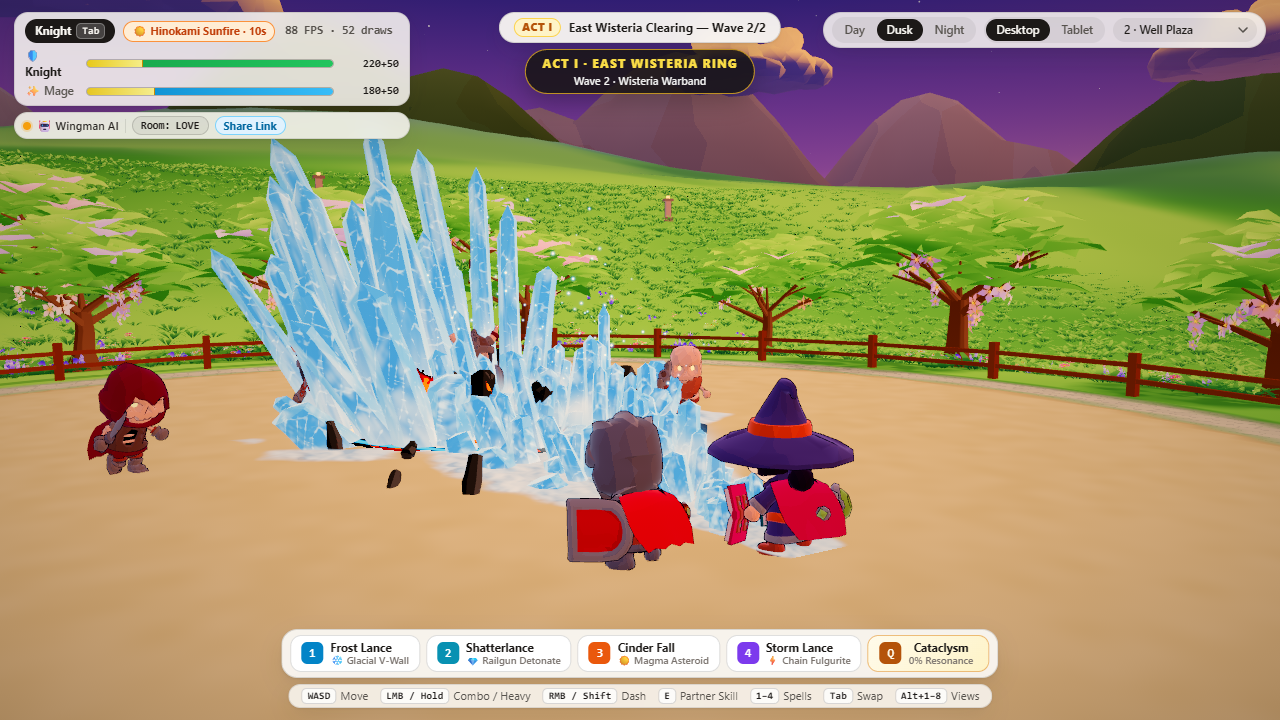 Knight Tab Hinokami Sunfire · 10s 88 FPS · 52 draws
Knight 220+50
Mage 180+50
Wingman AI Room: LOVE Share Link
ACT I East Wisteria Clearing — Wave 2/2
ACT I · EAST WISTERIA RING
Wave 2 · Wisteria Warband
Day Dusk Night Desktop Tablet 2 · Well Plaza
1 Frost Lance
Glacial V-Wall
2 Shatterlance
Railgun Detonate
3 Cinder Fall
Magma Asteroid
4 Storm Lance
Chain Fulgurite
Q Cataclysm
0% Resonance
WASD Move LMB / Hold Combo / Heavy RMB / Shift Dash E Partner Skill 1–4 Spells Tab Swap Alt+1–8 Views